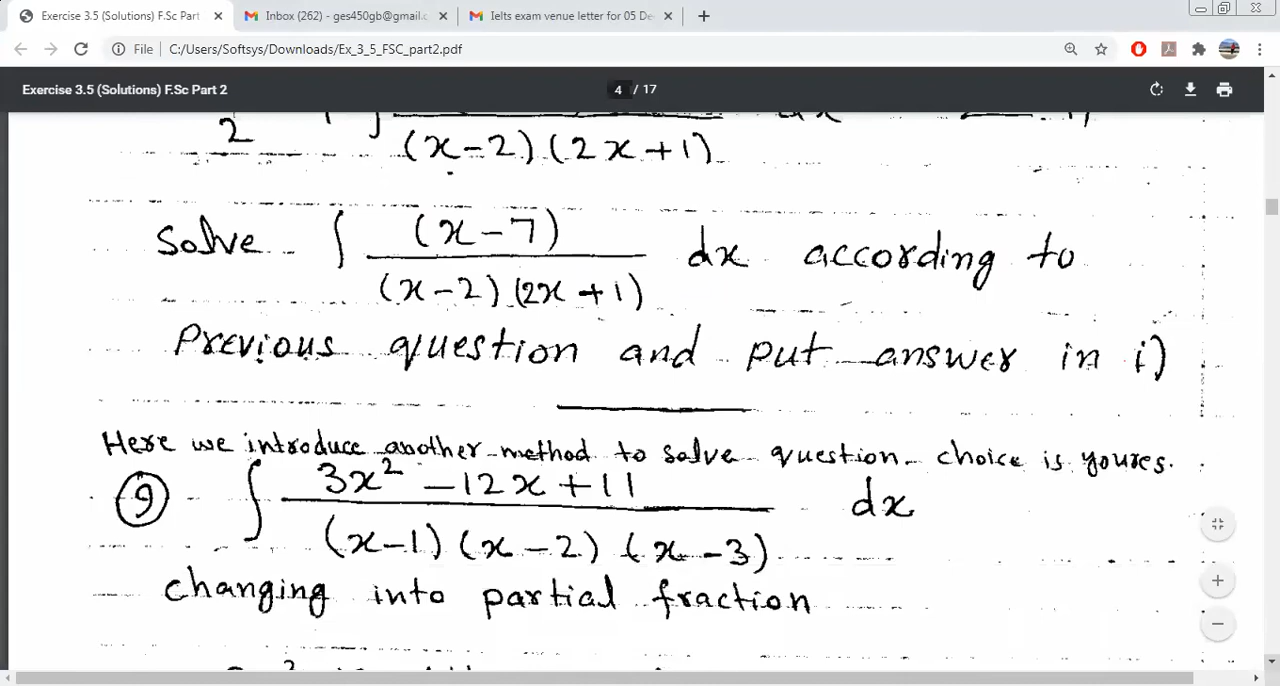 Exercise 3.5 (Solutions) F.Sc Part
Inbox (262) - ges450gb@gmail.c
Ielts exam venue letter for 05 De
File C:/Users/Softsys/Downloads/Ex_3_5_FSC_part2.pdf
Exercise 3.5 (Solutions) F.Sc Part 2
4 / 17
2 ∫ (x-2)(2x+1) dx
Solve ∫ (x-7) / (x-2)(2x+1) dx according to
Previous question and put answer in i)
Here we introduce another method to solve question choice is youres.
9 ∫ 3x² - 12x + 11 / (x-1)(x-2)(x-3) dx
changing into partial fraction